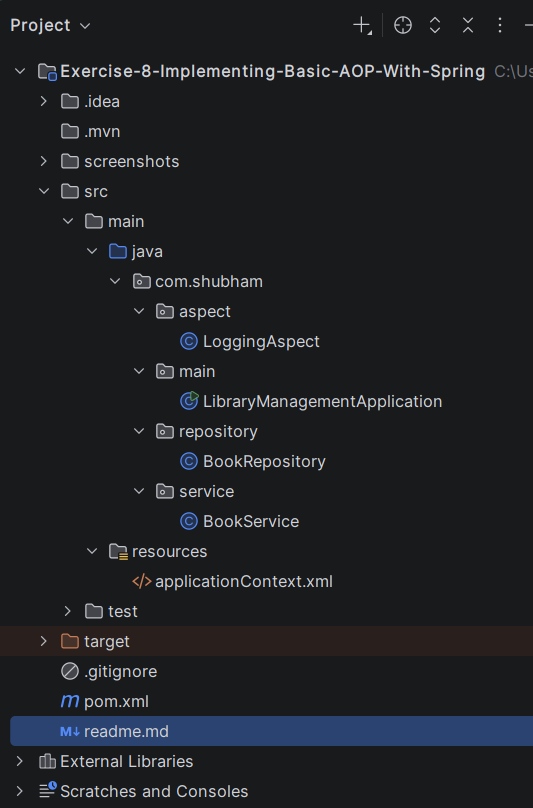 Project
Exercise-8-Implementing-Basic-AOP-With-Spring C:\Us
.idea
.mvn
screenshots
src
main
java
com.shubham
aspect
LoggingAspect
main
LibraryManagementApplication
repository
BookRepository
service
BookService
resources
applicationContext.xml
test
target
.gitignore
pom.xml
readme.md
External Libraries
Scratches and Consoles